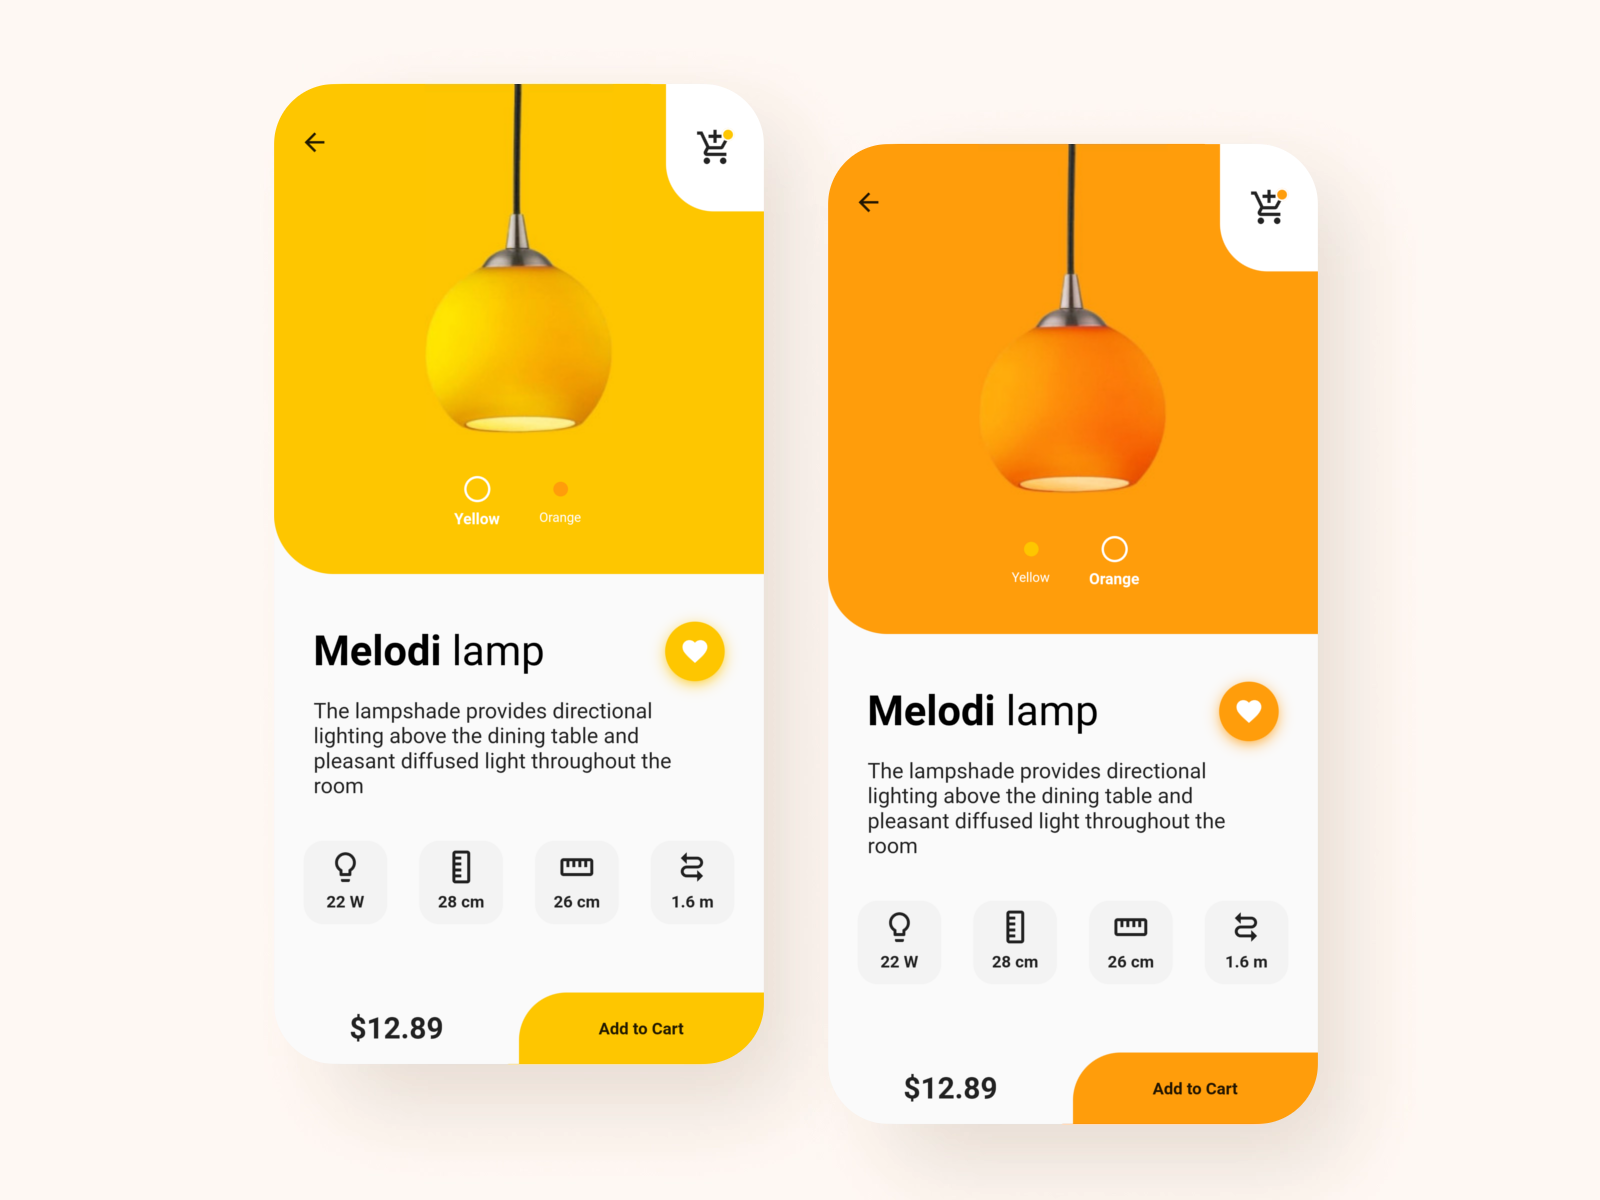 Yellow
Orange
Melodi lamp
The lampshade provides directional
lighting above the dining table and
pleasant diffused light throughout the
room
22 W
28 cm
26 cm
1.6 m
$12.89
Add to Cart
Yellow
Orange
Melodi lamp
The lampshade provides directional
lighting above the dining table and
pleasant diffused light throughout the
room
22 W
28 cm
26 cm
1.6 m
$12.89
Add to Cart